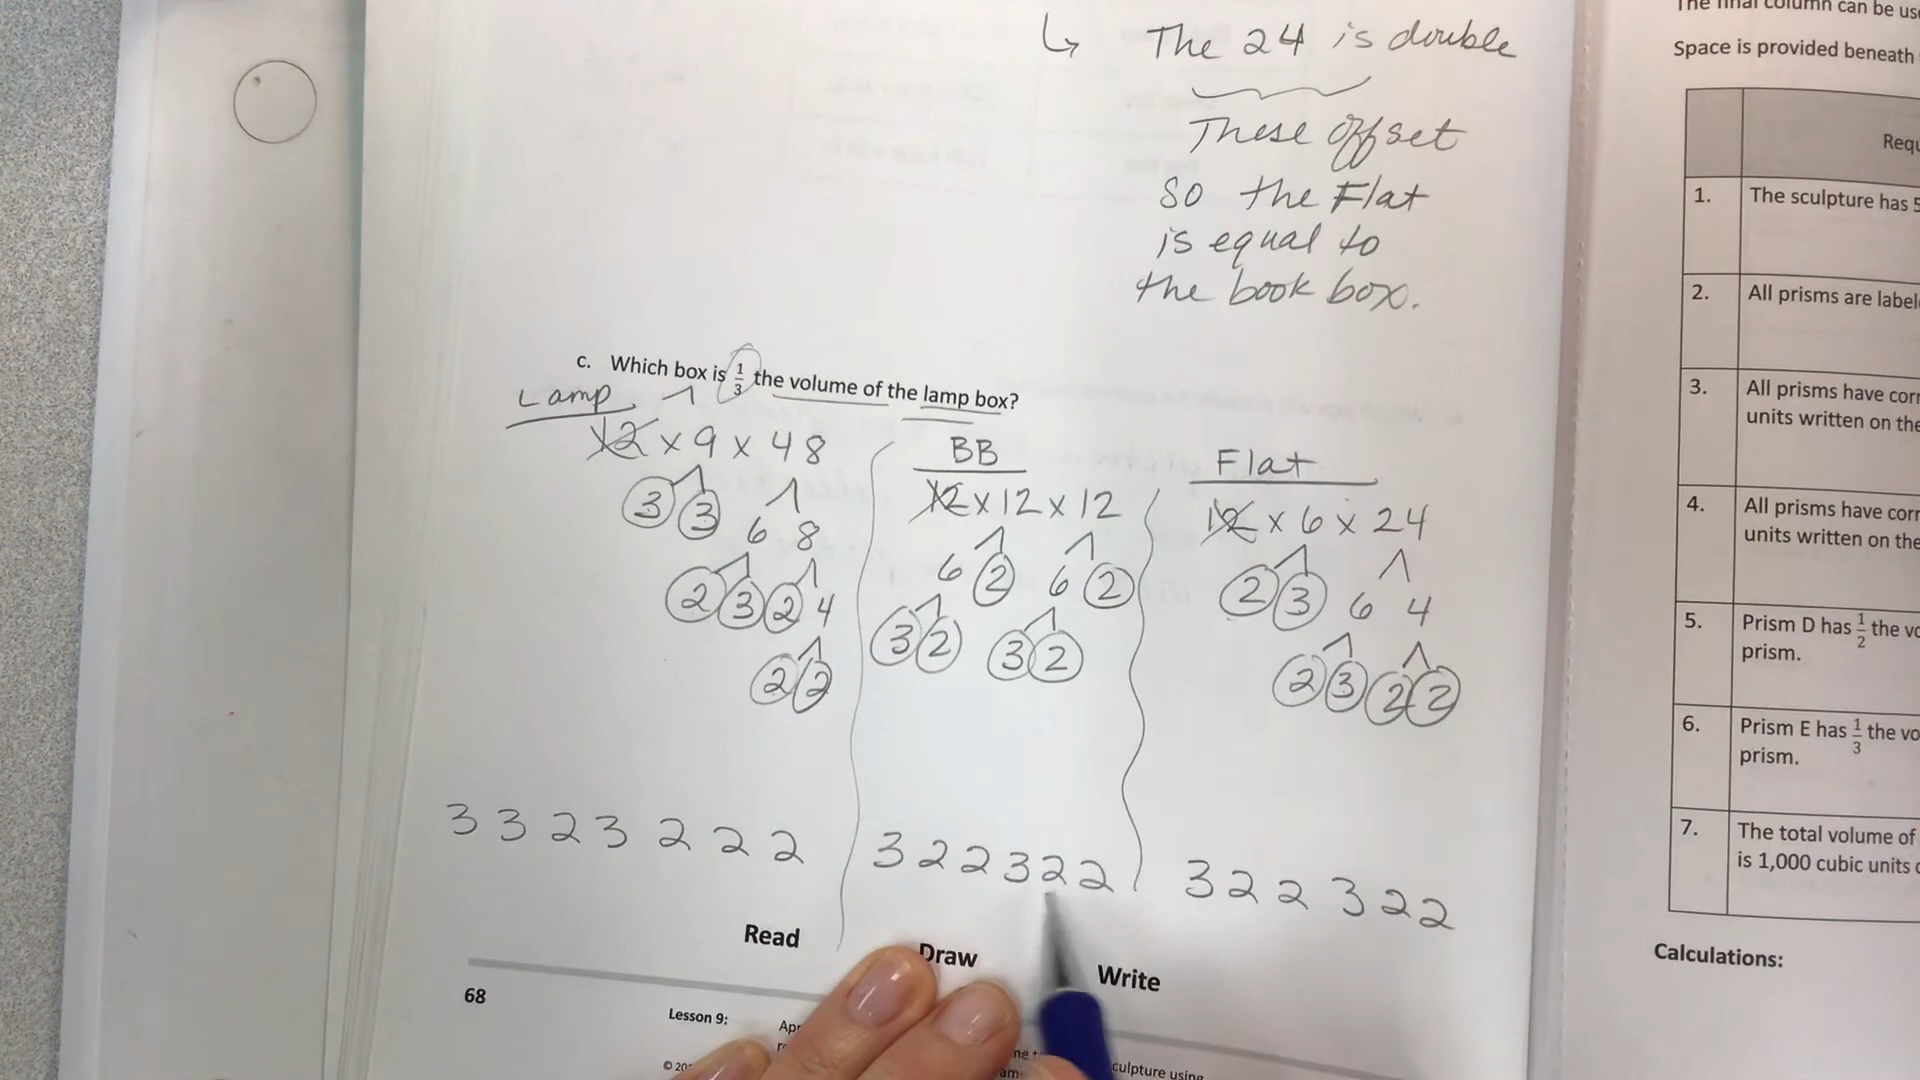 ↳ The 24 is double
These offset
so the Flat
is equal to
the book box.
c. Which box is 1/3 the volume of the lamp box?
Lamp
12 x 9 x 48
3 3 6 8
2 3 2 4
2 2
BB
12 x 12 x 12
6 2 6 2
3 2 3 2
Flat
12 x 6 x 24
2 3 6 4
2 3 2 2
3 3 2 3 2 2 2
3 2 2 3 2 2
3 2 2 3 2 2
Read Draw Write
68
Lesson 9:
© 20
sculpture using
The final column can be
Space is provided beneath
1. The sculpture has 5
2. All prisms are
3. All prisms have
units written on the
4. All prisms have
units written on the
5. Prism D has 1/2 the
prism.
6. Prism E has 1/3 the
prism.
7. The total volume of
is 1,000 cubic units
Calculations: